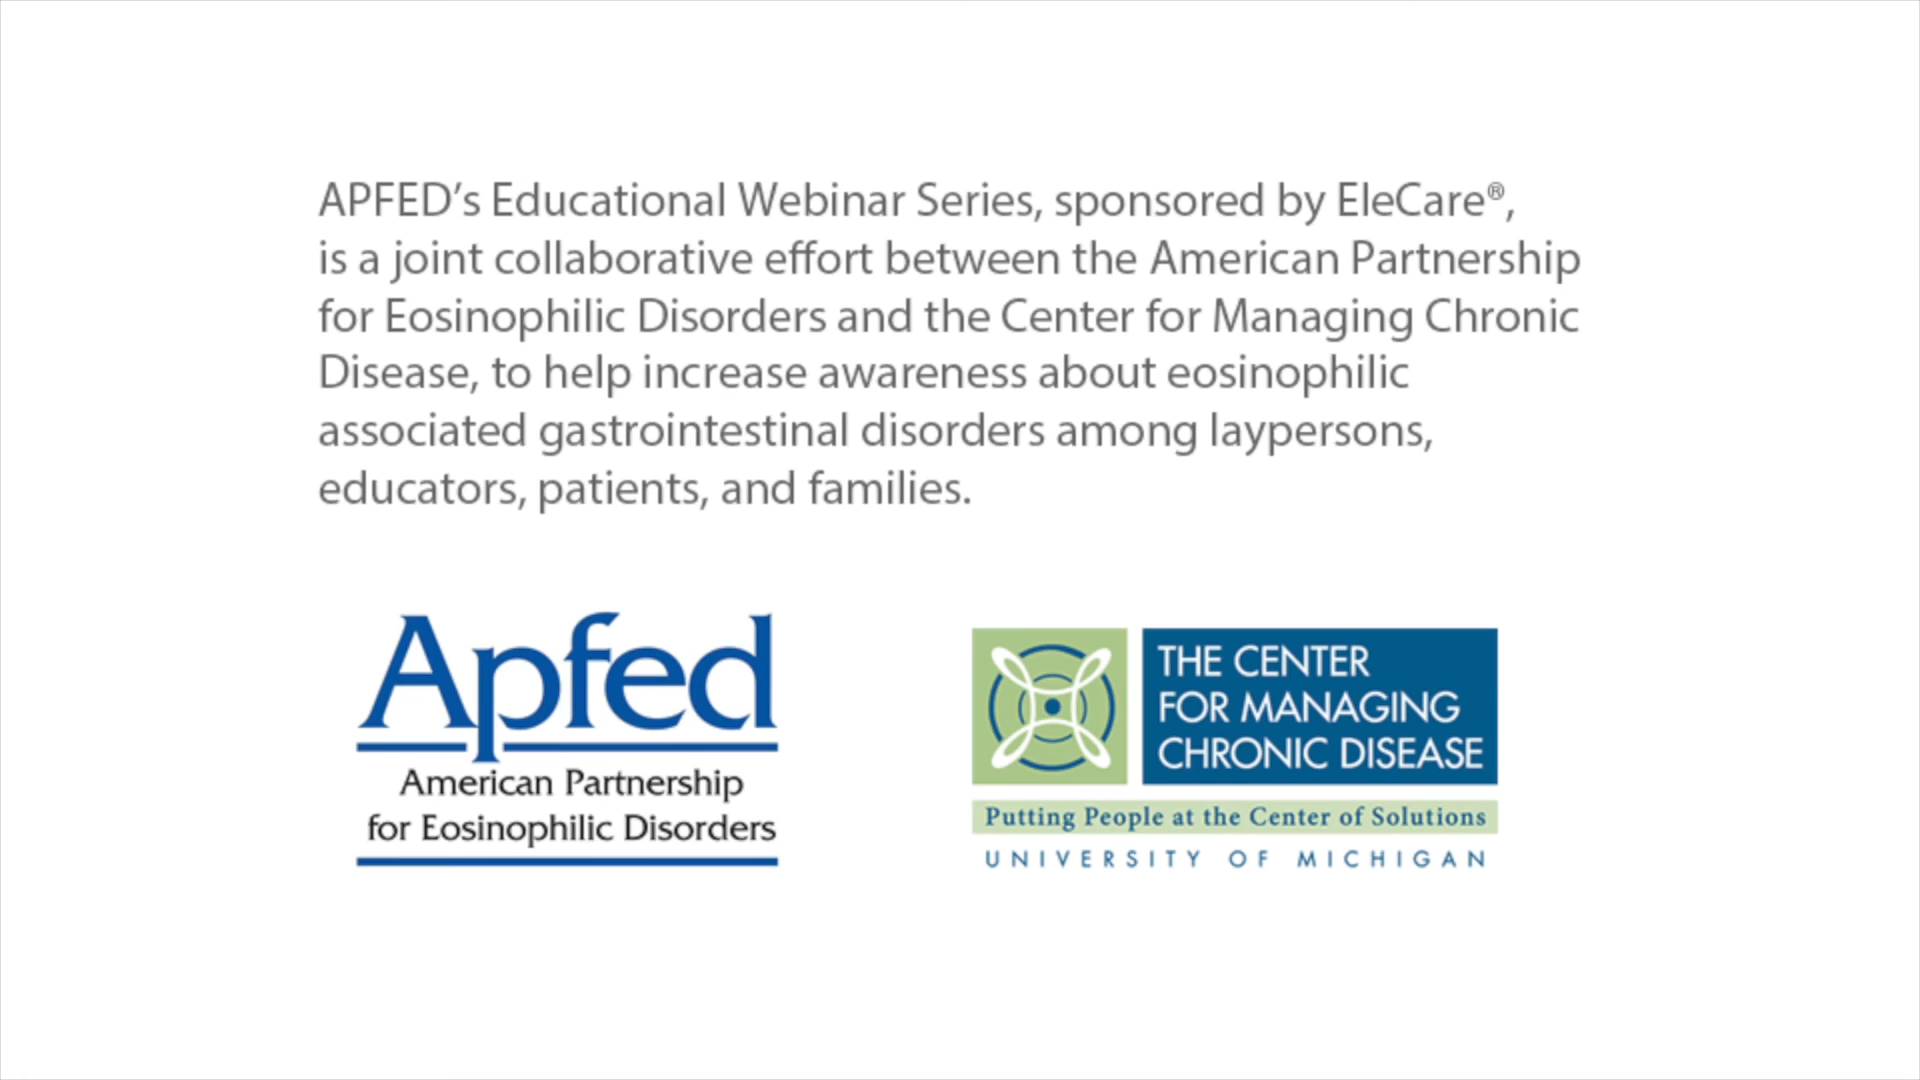 APFED’s Educational Webinar Series, sponsored by EleCare®,
is a joint collaborative effort between the American Partnership
for Eosinophilic Disorders and the Center for Managing Chronic
Disease, to help increase awareness about eosinophilic
associated gastrointestinal disorders among laypersons,
educators, patients, and families.
Apfed
American Partnership
for Eosinophilic Disorders
THE CENTER
FOR MANAGING
CHRONIC DISEASE
Putting People at the Center of Solutions
UNIVERSITY OF MICHIGAN